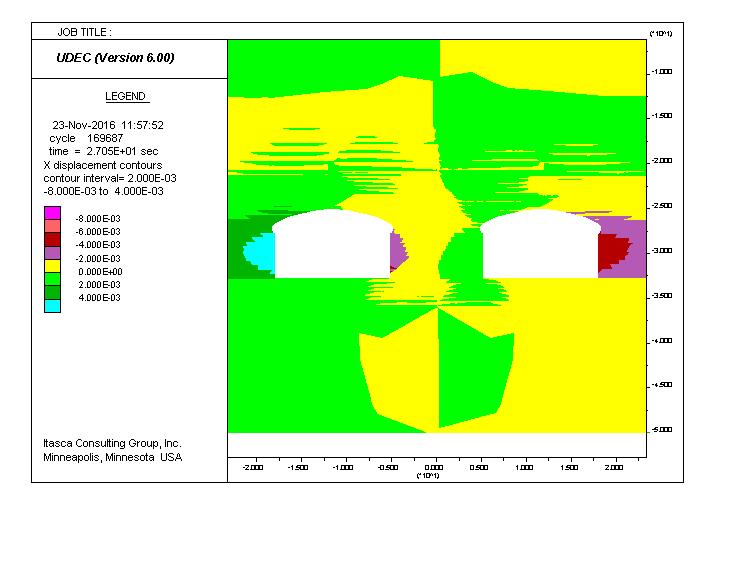 JOB TITLE :
(*10^1)
UDEC (Version 6.00)
LEGEND
23-Nov-2016 11:57:52
cycle 169687
time = 2.705E+01 sec
X displacement contours
contour interval= 2.000E-03
-8.000E-03 to 4.000E-03
-8.000E-03
-6.000E-03
-4.000E-03
-2.000E-03
0.000E+00
2.000E-03
4.000E-03
-1.000
-1.500
-2.000
-2.500
-3.000
-3.500
-4.000
-4.500
-5.000
Itasca Consulting Group, Inc.
Minneapolis, Minnesota USA
-2.000 -1.500 -1.000 -0.500 0.000 0.500 1.000 1.500 2.000
(*10^1)